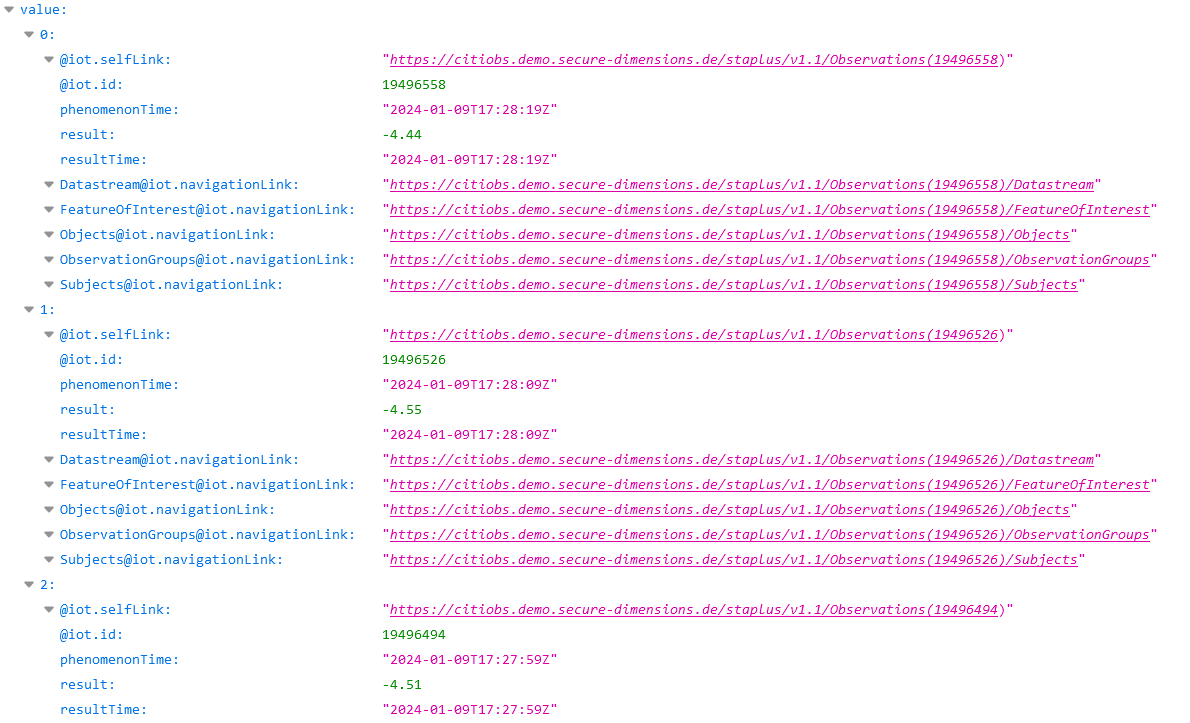 value:
0:
@iot.selfLink: "https://citiobs.demo.secure-dimensions.de/staplus/v1.1/Observations(19496558)"
@iot.id: 19496558
phenomenonTime: "2024-01-09T17:28:19Z"
result: -4.44
resultTime: "2024-01-09T17:28:19Z"
Datastream@iot.navigationLink: "https://citiobs.demo.secure-dimensions.de/staplus/v1.1/Observations(19496558)/Datastream"
FeatureOfInterest@iot.navigationLink: "https://citiobs.demo.secure-dimensions.de/staplus/v1.1/Observations(19496558)/FeatureOfInterest"
Objects@iot.navigationLink: "https://citiobs.demo.secure-dimensions.de/staplus/v1.1/Observations(19496558)/Objects"
ObservationGroups@iot.navigationLink: "https://citiobs.demo.secure-dimensions.de/staplus/v1.1/Observations(19496558)/ObservationGroups"
Subjects@iot.navigationLink: "https://citiobs.demo.secure-dimensions.de/staplus/v1.1/Observations(19496558)/Subjects"
1:
@iot.selfLink: "https://citiobs.demo.secure-dimensions.de/staplus/v1.1/Observations(19496526)"
@iot.id: 19496526
phenomenonTime: "2024-01-09T17:28:09Z"
result: -4.55
resultTime: "2024-01-09T17:28:09Z"
Datastream@iot.navigationLink: "https://citiobs.demo.secure-dimensions.de/staplus/v1.1/Observations(19496526)/Datastream"
FeatureOfInterest@iot.navigationLink: "https://citiobs.demo.secure-dimensions.de/staplus/v1.1/Observations(19496526)/FeatureOfInterest"
Objects@iot.navigationLink: "https://citiobs.demo.secure-dimensions.de/staplus/v1.1/Observations(19496526)/Objects"
ObservationGroups@iot.navigationLink: "https://citiobs.demo.secure-dimensions.de/staplus/v1.1/Observations(19496526)/ObservationGroups"
Subjects@iot.navigationLink: "https://citiobs.demo.secure-dimensions.de/staplus/v1.1/Observations(19496526)/Subjects"
2:
@iot.selfLink: "https://citiobs.demo.secure-dimensions.de/staplus/v1.1/Observations(19496494)"
@iot.id: 19496494
phenomenonTime: "2024-01-09T17:27:59Z"
result: -4.51
resultTime: "2024-01-09T17:27:59Z"